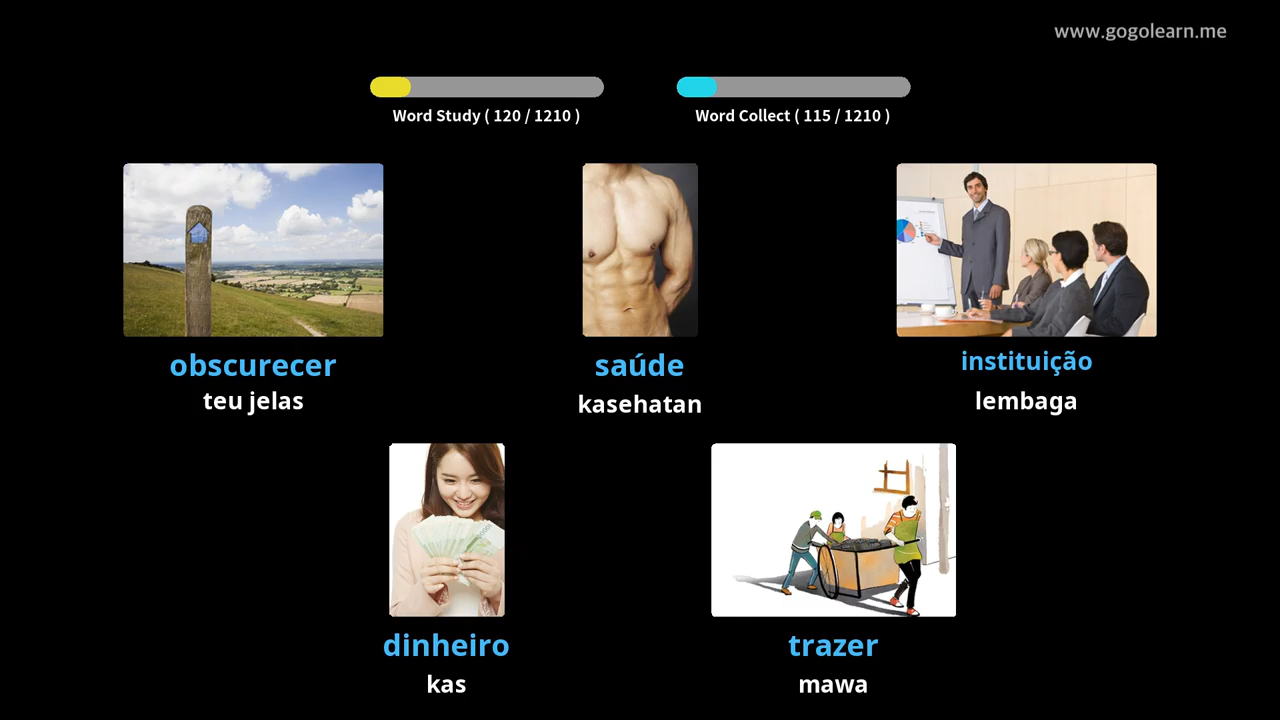 www.gogolearn.me
Word Study ( 120 / 1210 )
Word Collect ( 115 / 1210 )
obscurecer
teu jelas
saúde
kasehatan
instituição
lembaga
dinheiro
kas
trazer
mawa